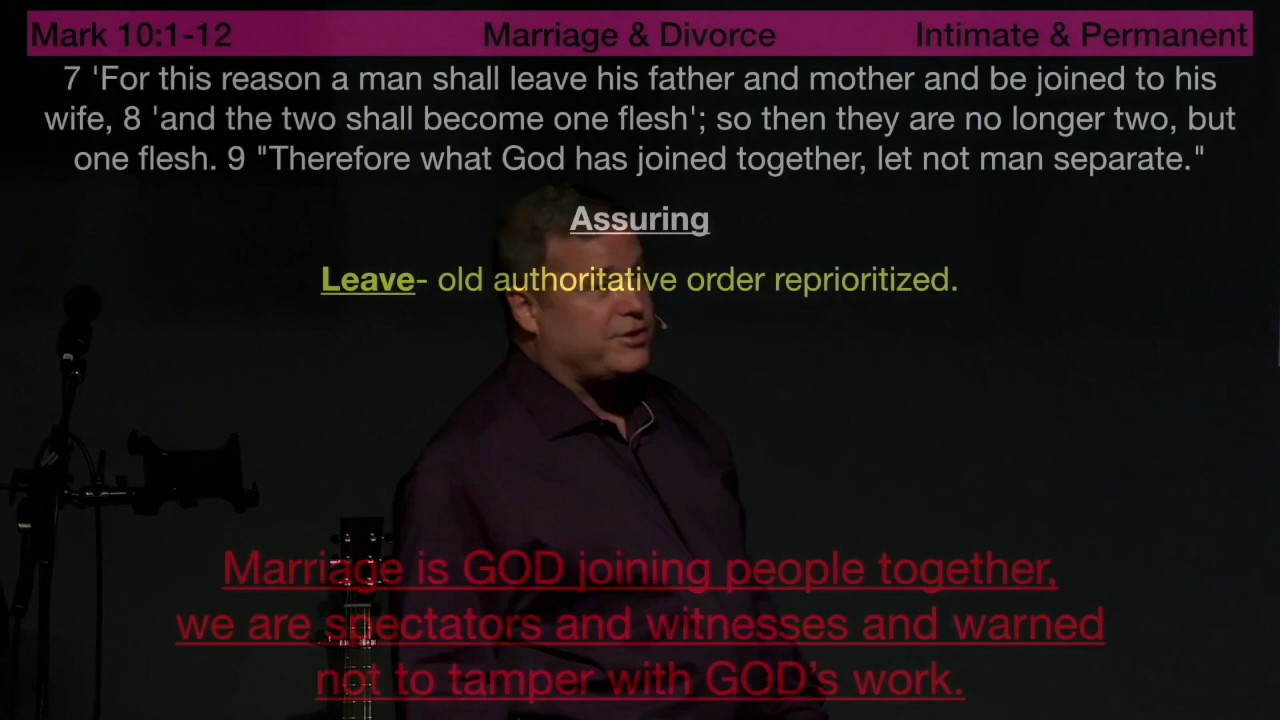 Mark 10:1-12 Marriage & Divorce Intimate & Permanent
7 'For this reason a man shall leave his father and mother and be joined to his
wife, 8 'and the two shall become one flesh'; so then they are no longer two, but
one flesh. 9 "Therefore what God has joined together, let not man separate."
Assuring
Leave- old authoritative order reprioritized.
Marriage is GOD joining people together,
we are spectators and witnesses and warned
not to tamper with GOD’s work.